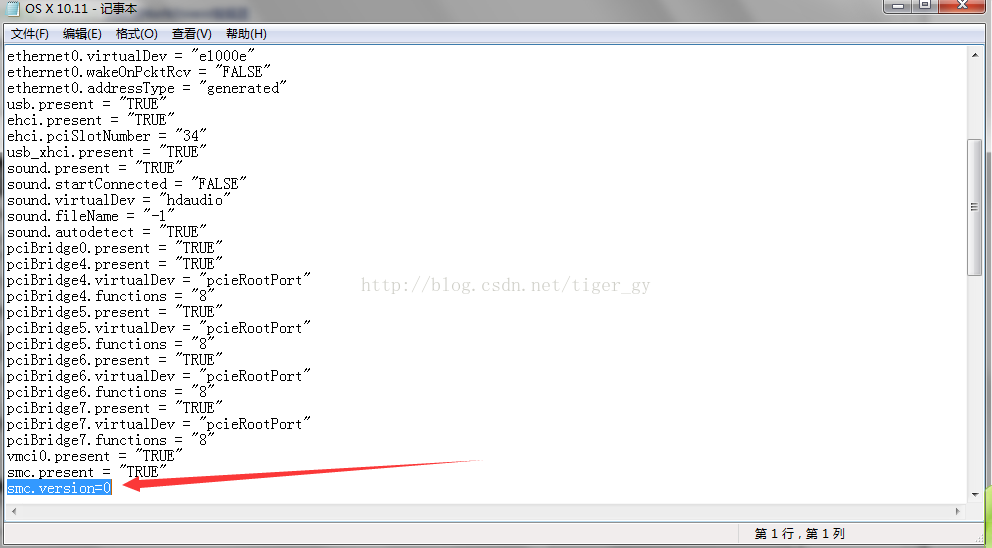 OS X 10.11 - 记事本
文件(F) 编辑(E) 格式(O) 查看(V) 帮助(H)
ethernet0.virtualDev = "e1000e"
ethernet0.wakeOnPcktRcv = "FALSE"
ethernet0.addressType = "generated"
usb.present = "TRUE"
ehci.present = "TRUE"
ehci.pciSlotNumber = "34"
usb_xhci.present = "TRUE"
sound.present = "TRUE"
sound.startConnected = "FALSE"
sound.virtualDev = "hdaudio"
sound.fileName = "-1"
sound.autodetect = "TRUE"
pciBridge0.present = "TRUE"
pciBridge4.present = "TRUE"
pciBridge4.virtualDev = "pcieRootPort"
http://blog.csdn.net/tiger_gy
pciBridge4.functions = "8"
pciBridge5.present = "TRUE"
pciBridge5.virtualDev = "pcieRootPort"
pciBridge5.functions = "8"
pciBridge6.present = "TRUE"
pciBridge6.virtualDev = "pcieRootPort"
pciBridge6.functions = "8"
pciBridge7.present = "TRUE"
pciBridge7.virtualDev = "pcieRootPort"
pciBridge7.functions = "8"
vmci0.present = "TRUE"
smc.present = "TRUE"
smc.version=0
第 1 行，第 1 列